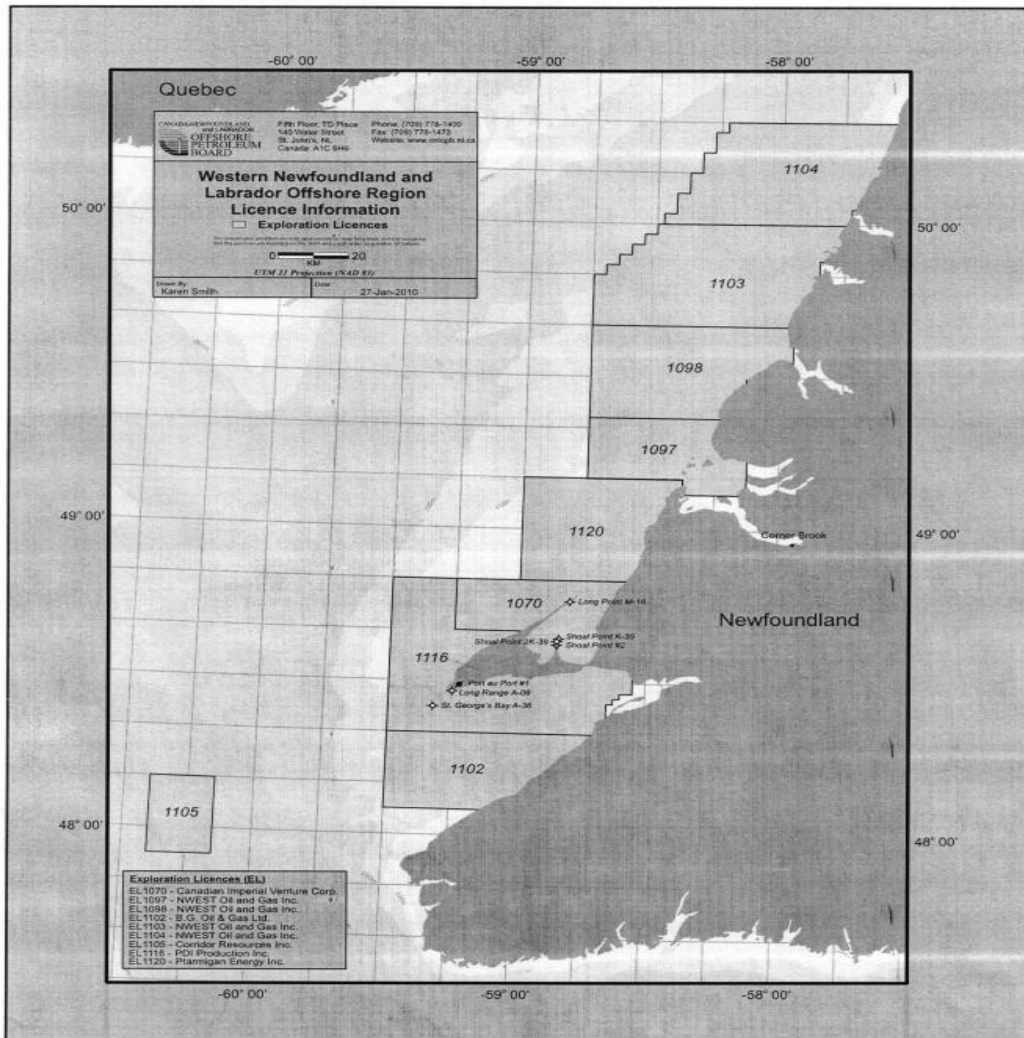 -60° 00'
-59° 00'
-58° 00'
Quebec
CANADA-NEWFOUNDLAND
and LABRADOR
OFFSHORE
PETROLEUM
BOARD
Fifth Floor, TD Place
140 Water Street
St. John's, NL
Canada A1C 6H6
Phone: (709) 778-1400
Fax: (709) 778-1473
Website: www.cnlopb.nl.ca
Western Newfoundland and
Labrador Offshore Region
Licence Information
Exploration Licences
0 20
KM
UTM 21 Projection (NAD 83)
Drawn By:
Karen Smith
Date:
27-Jan-2010
1104
50° 00'
50° 00'
1103
1098
1097
49° 00'
49° 00'
1120
Corner Brook
1070
Long Point M-16
Newfoundland
Shoal Point K-39
Shoal Point 2K-39
Shoal Point #2
1116
Port au Port #1
Long Range A-09
St. George's Bay A-36
1102
1105
48° 00'
48° 00'
Exploration Licences (EL)
EL1070 - Canadian Imperial Venture Corp.
EL1097 - NWEST Oil and Gas Inc.
EL1098 - NWEST Oil and Gas Inc.
EL1102 - B.G. Oil & Gas Ltd.
EL1103 - NWEST Oil and Gas Inc.
EL1104 - NWEST Oil and Gas Inc.
EL1105 - Corridor Resources Inc.
EL1116 - PDI Production Inc.
EL1120 - Ptarmigan Energy Inc.
-60° 00'
-59° 00'
-58° 00'